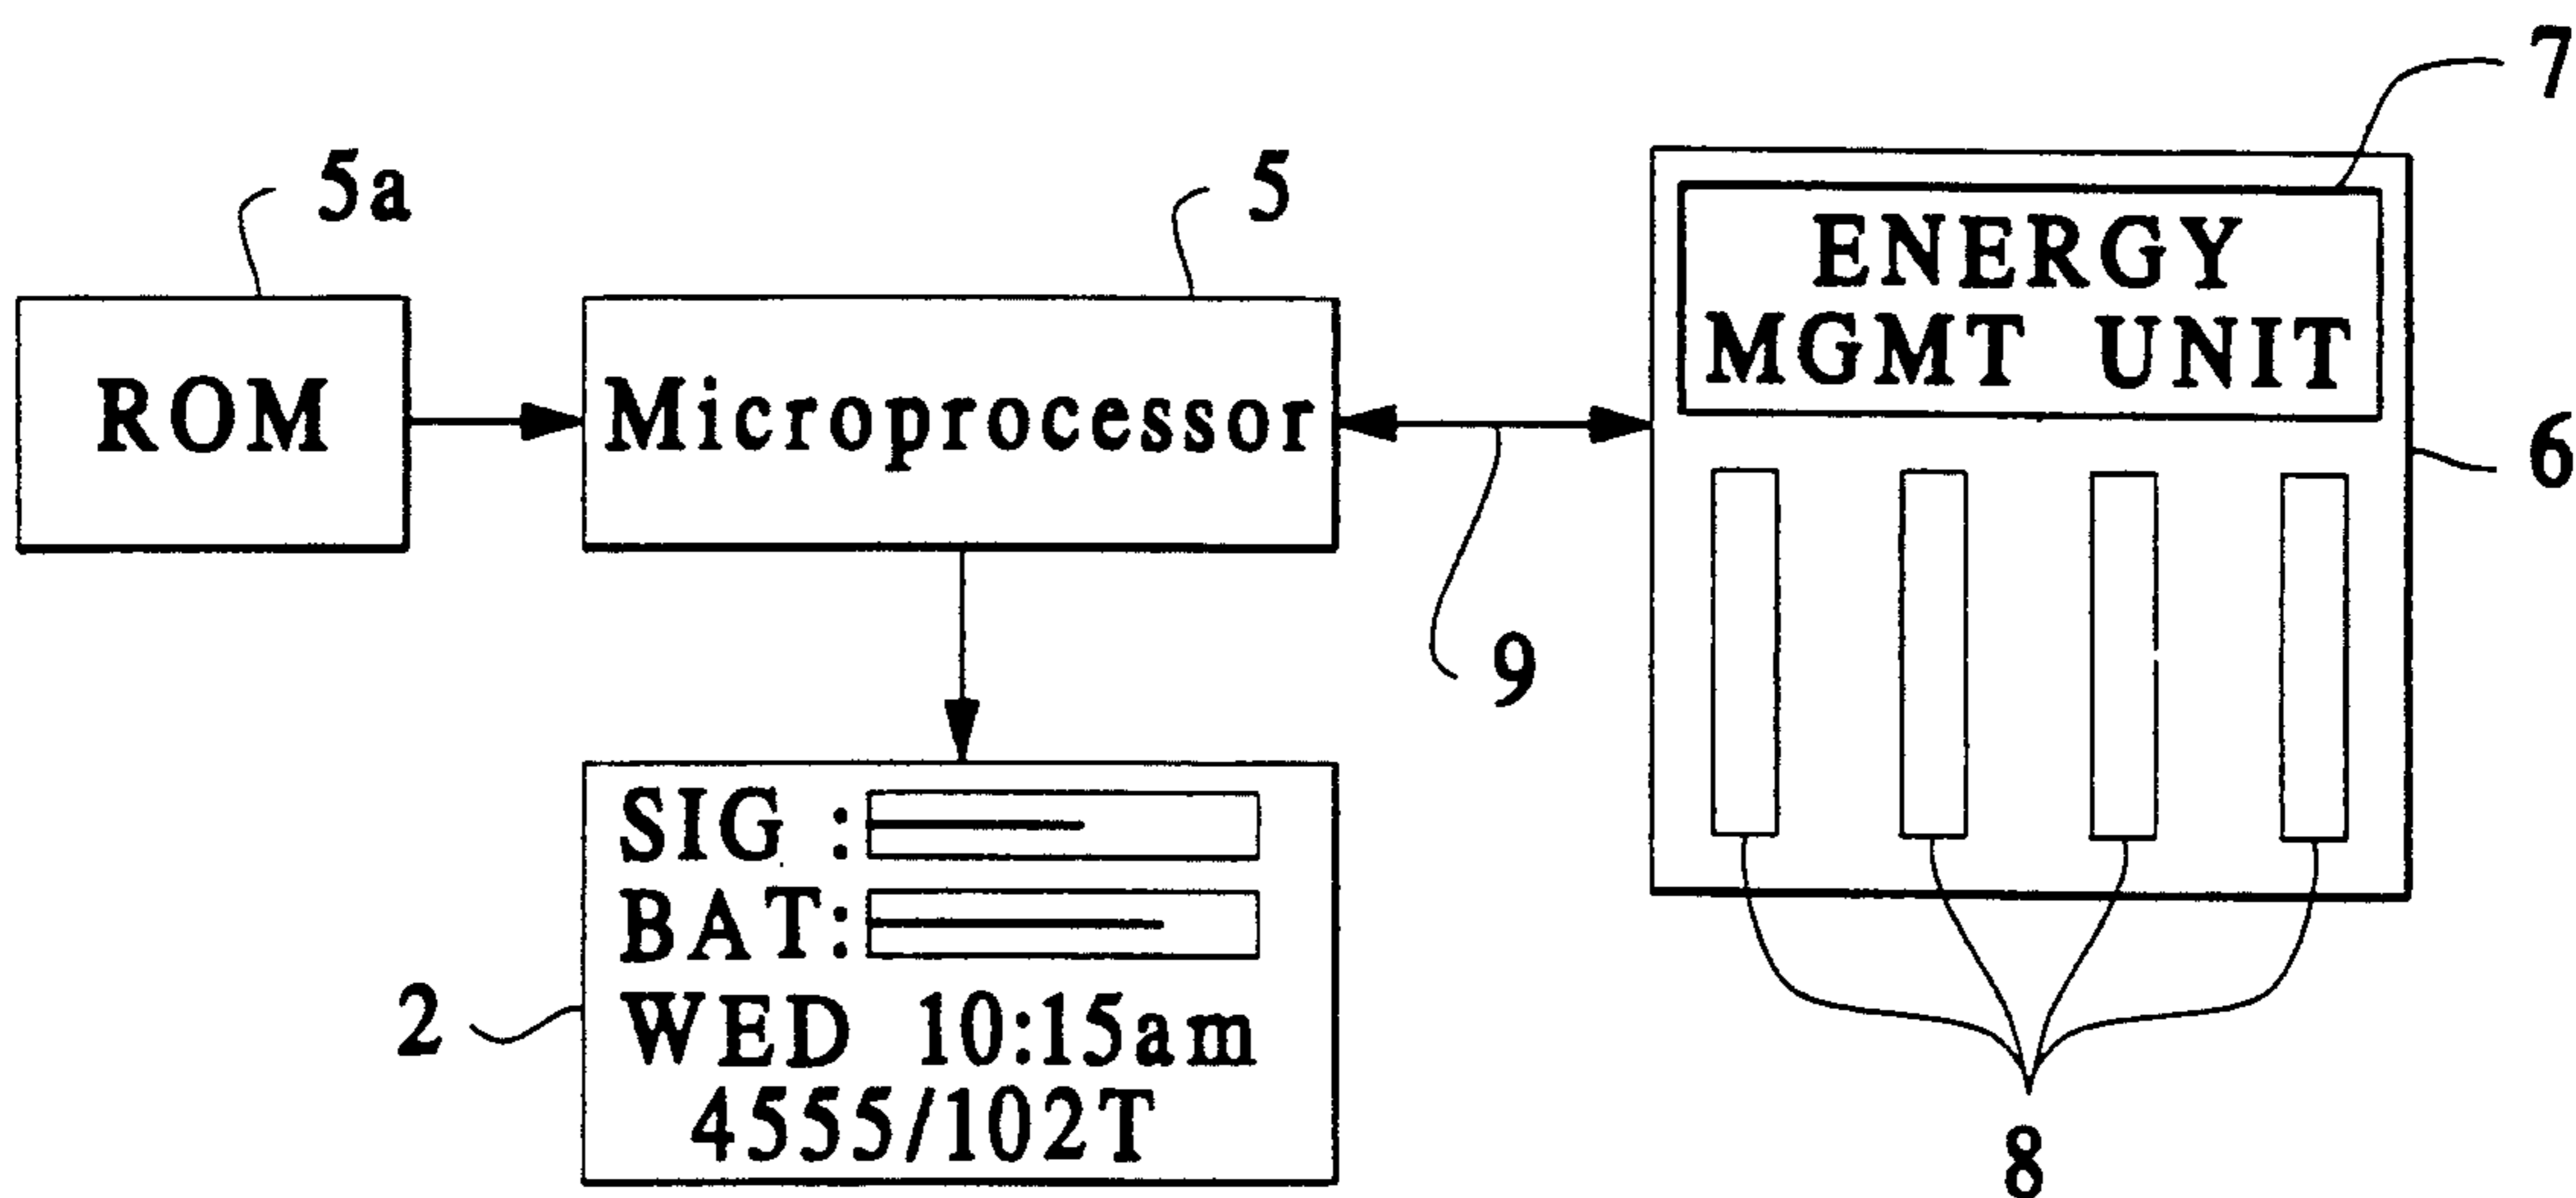 7
5a
5
ENERGY
MGMT UNIT
ROM
Microprocessor
6
9
SIG :
BAT:
2
WED 10:15am
4555/102T
8